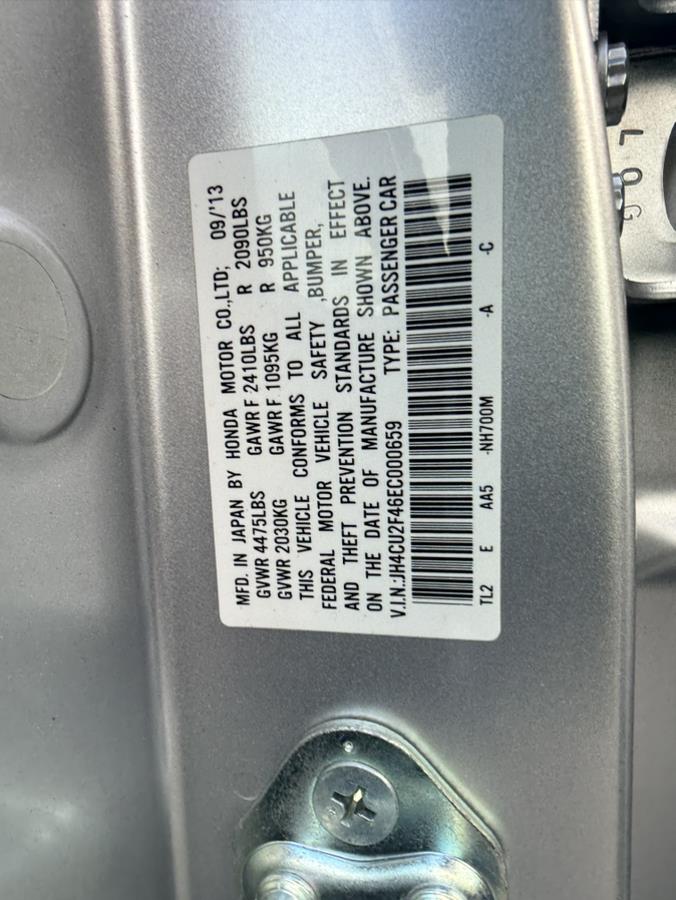 MFD. IN JAPAN BY HONDA MOTOR CO.,LTD; 09/'13
GVWR 4475LBS GAWR F 2410LBS R 2090LBS
GVWR 2030KG GAWR F 1095KG R 950KG
THIS VEHICLE CONFORMS TO ALL APPLICABLE
FEDERAL MOTOR VEHICLE SAFETY ,BUMPER,
AND THEFT PREVENTION STANDARDS IN EFFECT
ON THE DATE OF MANUFACTURE SHOWN ABOVE.
V.I.N.:JH4CU2F46EC000659 TYPE: PASSENGER CAR
TL2 E AA5 -NH700M -A -C
L O G